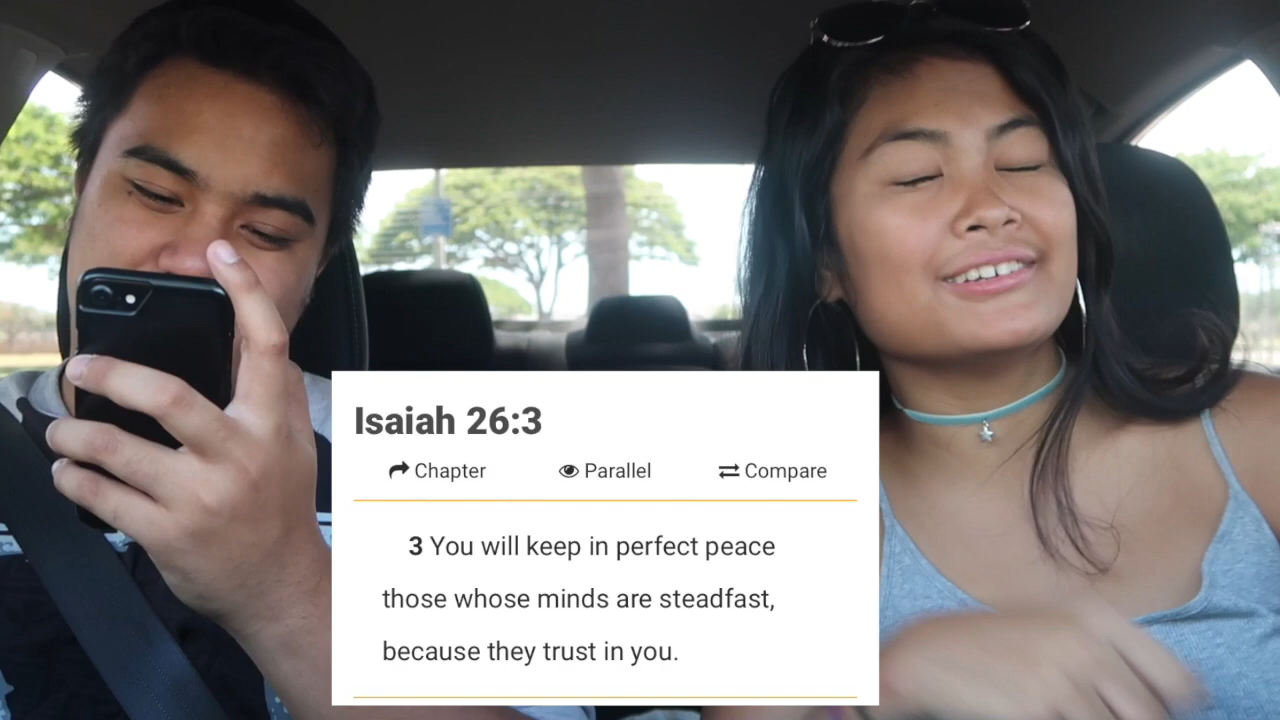 Isaiah 26:3
Chapter Parallel Compare
3 You will keep in perfect peace
those whose minds are steadfast,
because they trust in you.